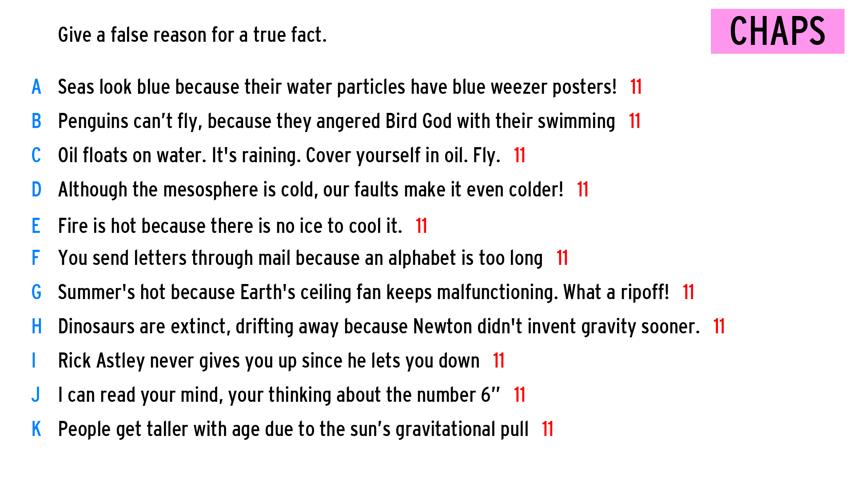 Give a false reason for a true fact.
CHAPS
A Seas look blue because their water particles have blue weezer posters! 11
B Penguins can’t fly, because they angered Bird God with their swimming 11
C Oil floats on water. It's raining. Cover yourself in oil. Fly. 11
D Although the mesosphere is cold, our faults make it even colder! 11
E Fire is hot because there is no ice to cool it. 11
F You send letters through mail because an alphabet is too long 11
G Summer's hot because Earth's ceiling fan keeps malfunctioning. What a ripoff! 11
H Dinosaurs are extinct, drifting away because Newton didn't invent gravity sooner. 11
I Rick Astley never gives you up since he lets you down 11
J I can read your mind, your thinking about the number 6” 11
K People get taller with age due to the sun’s gravitational pull 11